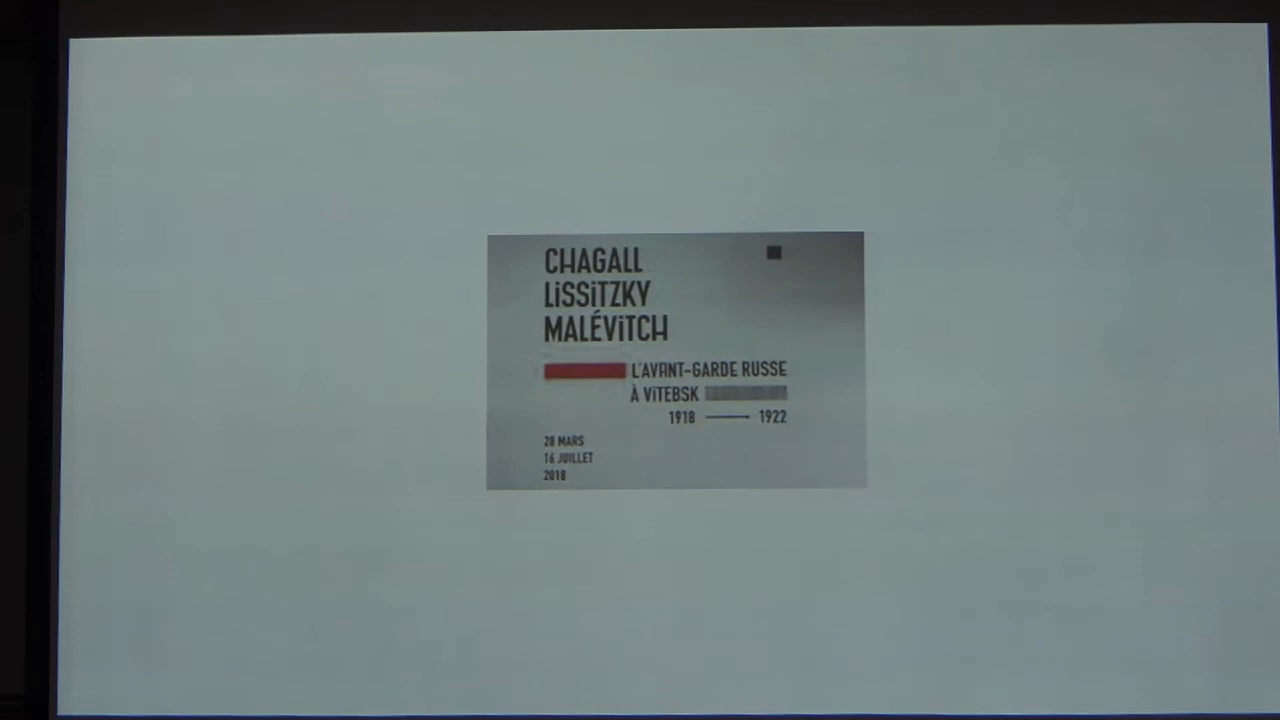 CHAGALL
LiSSiTZKY
MALÉViTCH
L'AVANT-GARDE RUSSE
À ViTEBSK
1918 — 1922
28 MARS
16 JUILLET
2018